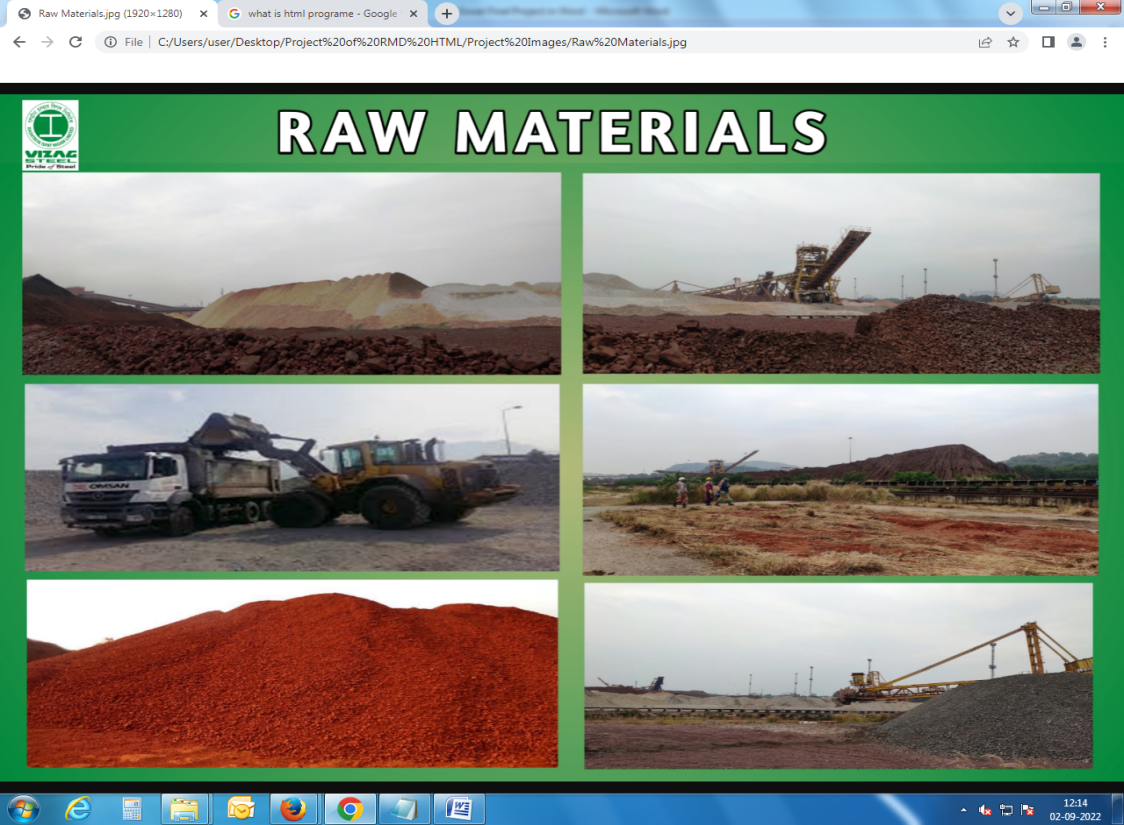 Raw Materials.jpg (1920×1280)
what is html programe - Google
File
C:/Users/user/Desktop/Project%20of%20RMD%20HTML/Project%20Images/Raw%20Materials.jpg
RAW MATERIALS
VIZAG
STEEL
Pride of Steel
OMSAN
12:14
02-09-2022